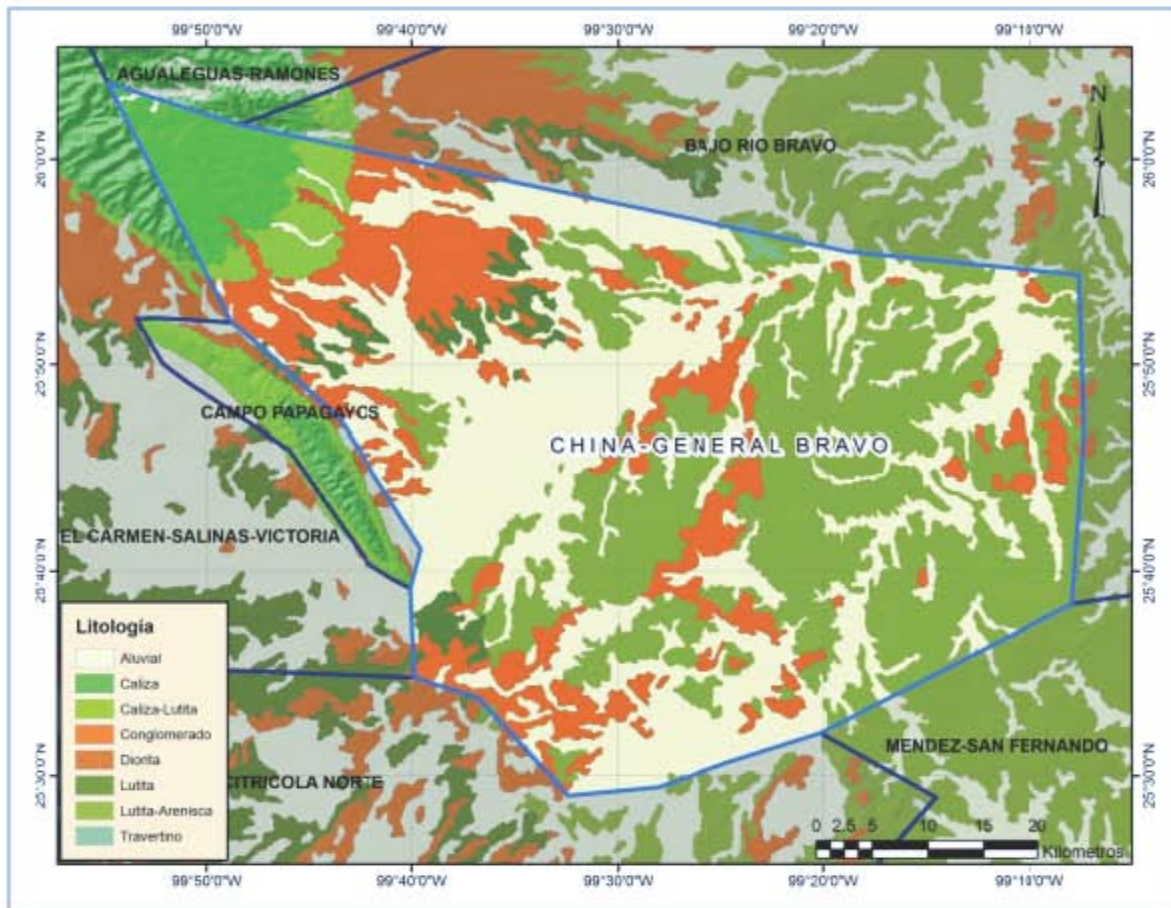 99°50'0"W 99°40'0"W 99°30'0"W 99°20'0"W 99°10'0"W
AGUALEGUAS-RAMONES
N
BAJO RIO BRAVO
26°0'0"N 26°0'0"N
25°50'0"N 25°50'0"N
CAMPO PAPAGAYOS
CHINA-GENERAL BRAVO
EL CARMEN-SALINAS-VICTORIA
25°40'0"N 25°40'0"N
Litología
Aluvial
Caliza
Caliza-Lutita
Conglomerado
Diorita
Lutita
Lutita-Arenisca
Travertino
MENDEZ-SAN FERNANDO
CITRICOLA NORTE
25°30'0"N 25°30'0"N
0 2.5 5 10 15 20
Kilometros
99°50'0"W 99°40'0"W 99°30'0"W 99°20'0"W 99°10'0"W